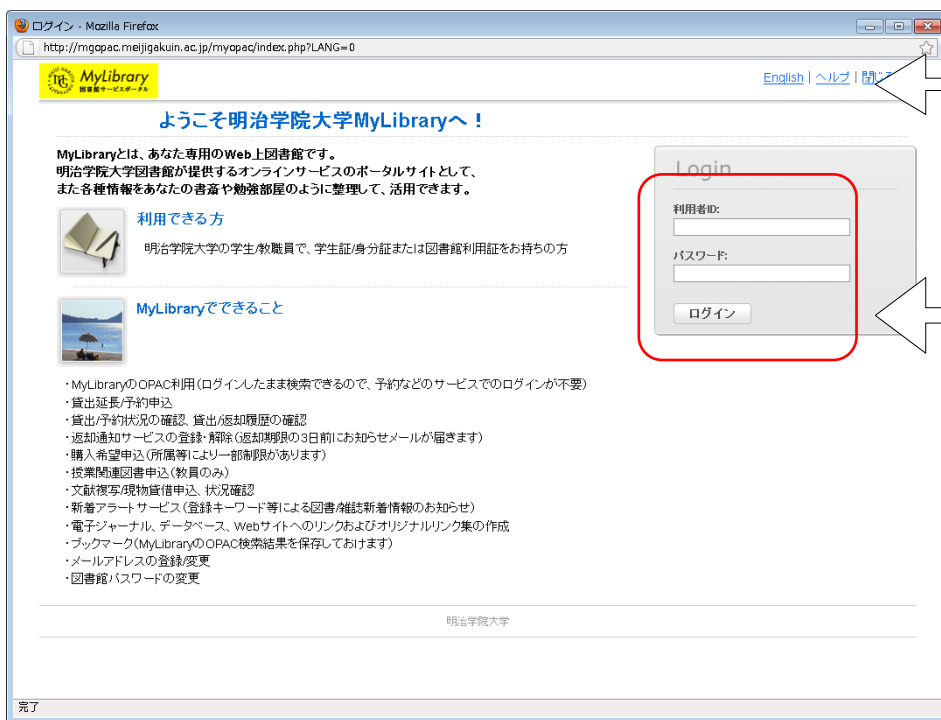 ログイン - Mozilla Firefox
http://mgopac.meijigakuin.ac.jp/myopac/index.php?LANG=0
MyLibrary
図書館サービスポータル
English | ヘルプ | 閉じ
ようこそ明治学院大学MyLibraryへ！
MyLibraryとは、あなた専用のWeb上図書館です。
明治学院大学図書館が提供するオンラインサービスのポータルサイトとして、
また各種情報をあなたの書斎や勉強部屋のように整理して、活用できます。
利用できる方
明治学院大学の学生/教職員で、学生証/身分証または図書館利用証をお持ちの方
Login
利用者ID:
パスワード:
ログイン
MyLibraryでできること
・MyLibraryのOPAC利用(ログインしたまま検索できるので、予約などのサービスでのログインが不要)
・貸出延長/予約申込
・貸出/予約状況の確認、貸出/返却履歴の確認
・返却通知サービスの登録・解除(返却期限の3日前にお知らせメールが届きます)
・購入希望申込(所属等により一部制限があります)
・授業関連図書申込(教員のみ)
・文献複写/現物貸借申込、状況確認
・新着アラートサービス(登録キーワード等による図書/雑誌新着情報のお知らせ)
・電子ジャーナル、データベース、Webサイトへのリンクおよびオリジナルリンク集の作成
・ブックマーク(MyLibraryのOPAC検索結果を保存しておけます)
・メールアドレスの登録/変更
・図書館パスワードの変更
明治学院大学
完了